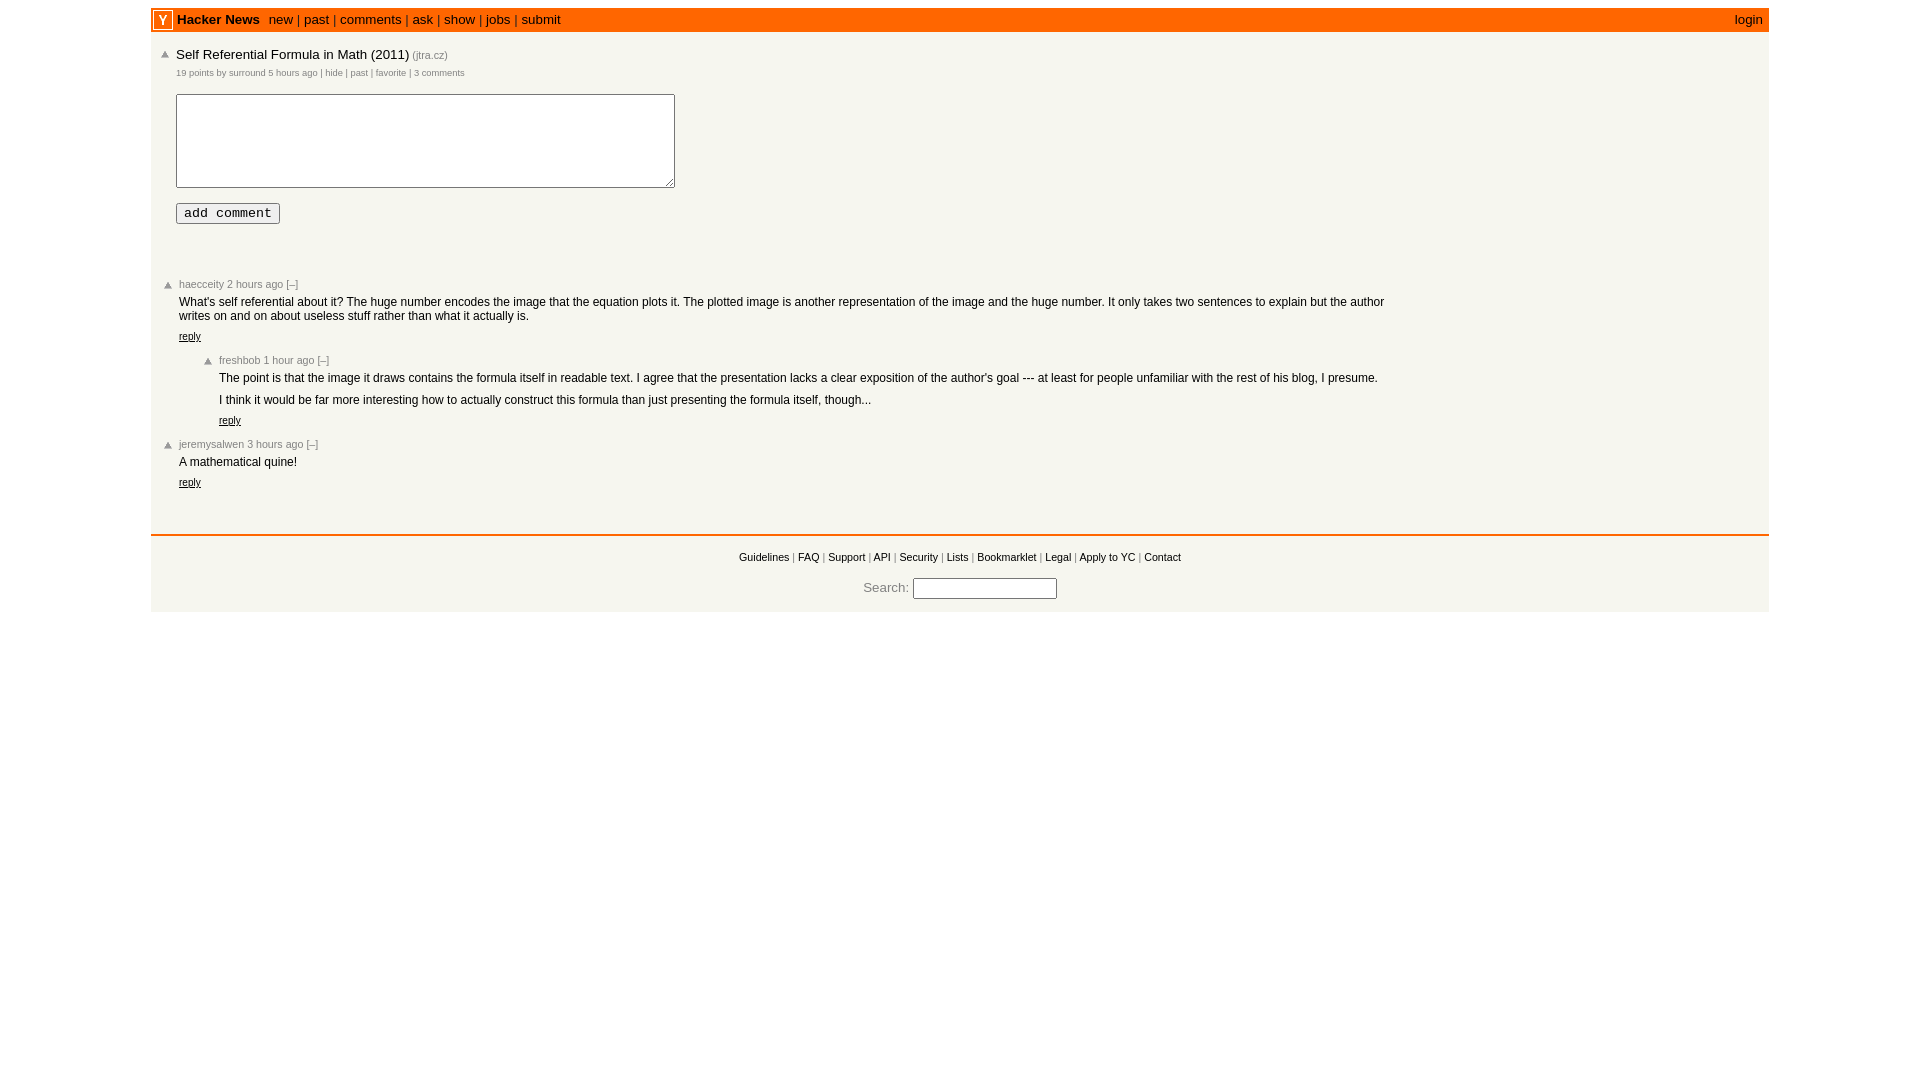 Y Hacker News new | past | comments | ask | show | jobs | submit login
Self Referential Formula in Math (2011) (jtra.cz)
19 points by surround 5 hours ago | hide | past | favorite | 3 comments
add comment
haecceity 2 hours ago [–]
What's self referential about it? The huge number encodes the image that the equation plots it. The plotted image is another representation of the image and the huge number. It only takes two sentences to explain but the author
writes on and on about useless stuff rather than what it actually is.
reply
freshbob 1 hour ago [–]
The point is that the image it draws contains the formula itself in readable text. I agree that the presentation lacks a clear exposition of the author's goal --- at least for people unfamiliar with the rest of his blog, I presume.
I think it would be far more interesting how to actually construct this formula than just presenting the formula itself, though...
reply
jeremysalwen 3 hours ago [–]
A mathematical quine!
reply
Guidelines | FAQ | Support | API | Security | Lists | Bookmarklet | Legal | Apply to YC | Contact
Search: